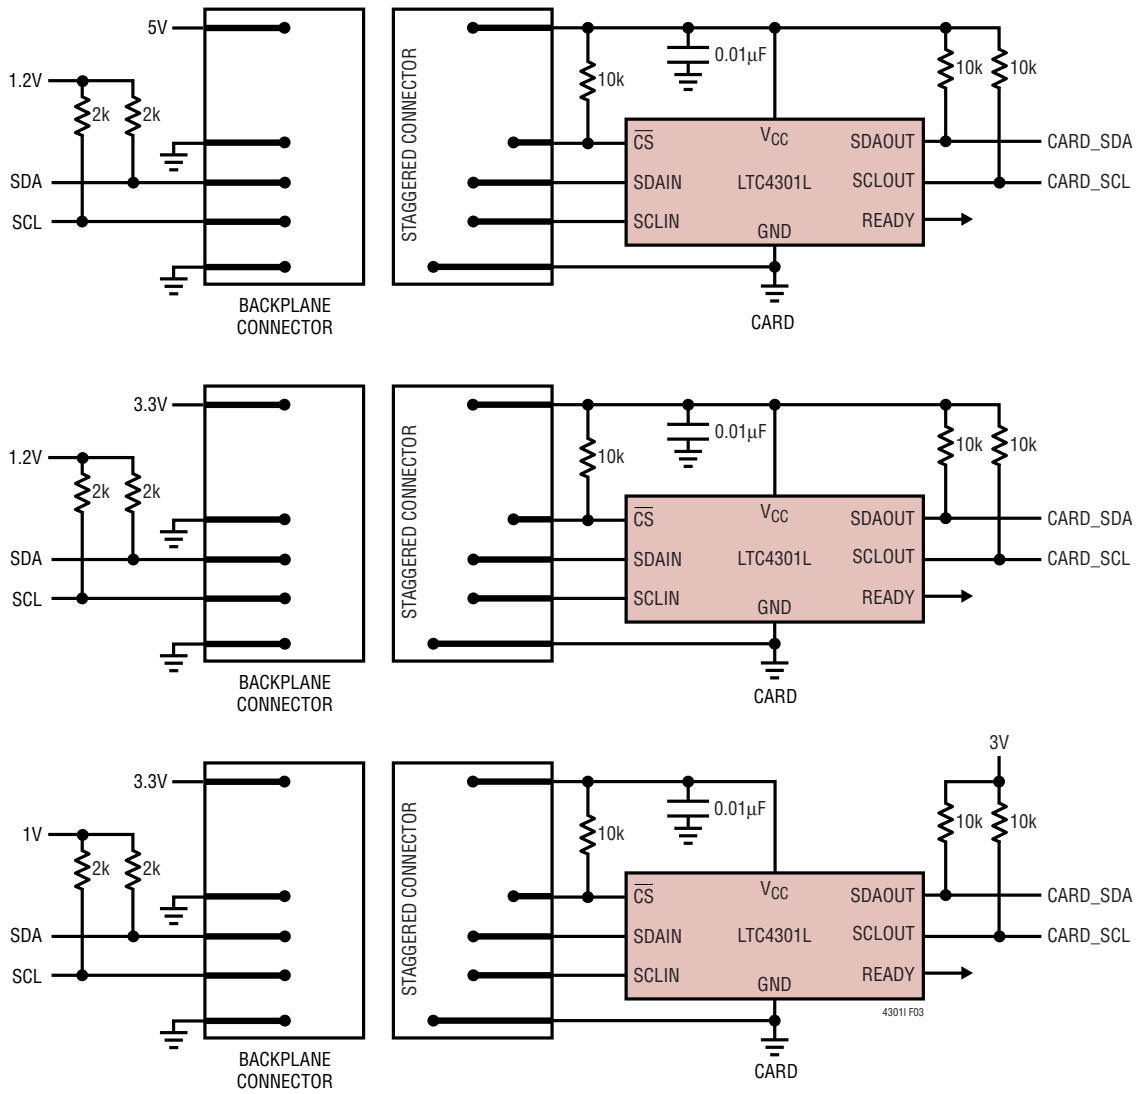 5V
1.2V
2k
2k
SDA
SCL
BACKPLANE
CONNECTOR
STAGGERED CONNECTOR
10k
0.01µF
10k
10k
C̅S̅
VCC
SDAOUT
CARD_SDA
SDAIN
LTC4301L
SCLOUT
CARD_SCL
SCLIN
READY
GND
CARD
3.3V
1.2V
2k
2k
SDA
SCL
BACKPLANE
CONNECTOR
STAGGERED CONNECTOR
10k
0.01µF
10k
10k
C̅S̅
VCC
SDAOUT
CARD_SDA
SDAIN
LTC4301L
SCLOUT
CARD_SCL
SCLIN
READY
GND
CARD
3.3V
1V
2k
2k
SDA
SCL
BACKPLANE
CONNECTOR
STAGGERED CONNECTOR
10k
0.01µF
3V
10k
10k
C̅S̅
VCC
SDAOUT
CARD_SDA
SDAIN
LTC4301L
SCLOUT
CARD_SCL
SCLIN
READY
GND
4301l F03
CARD